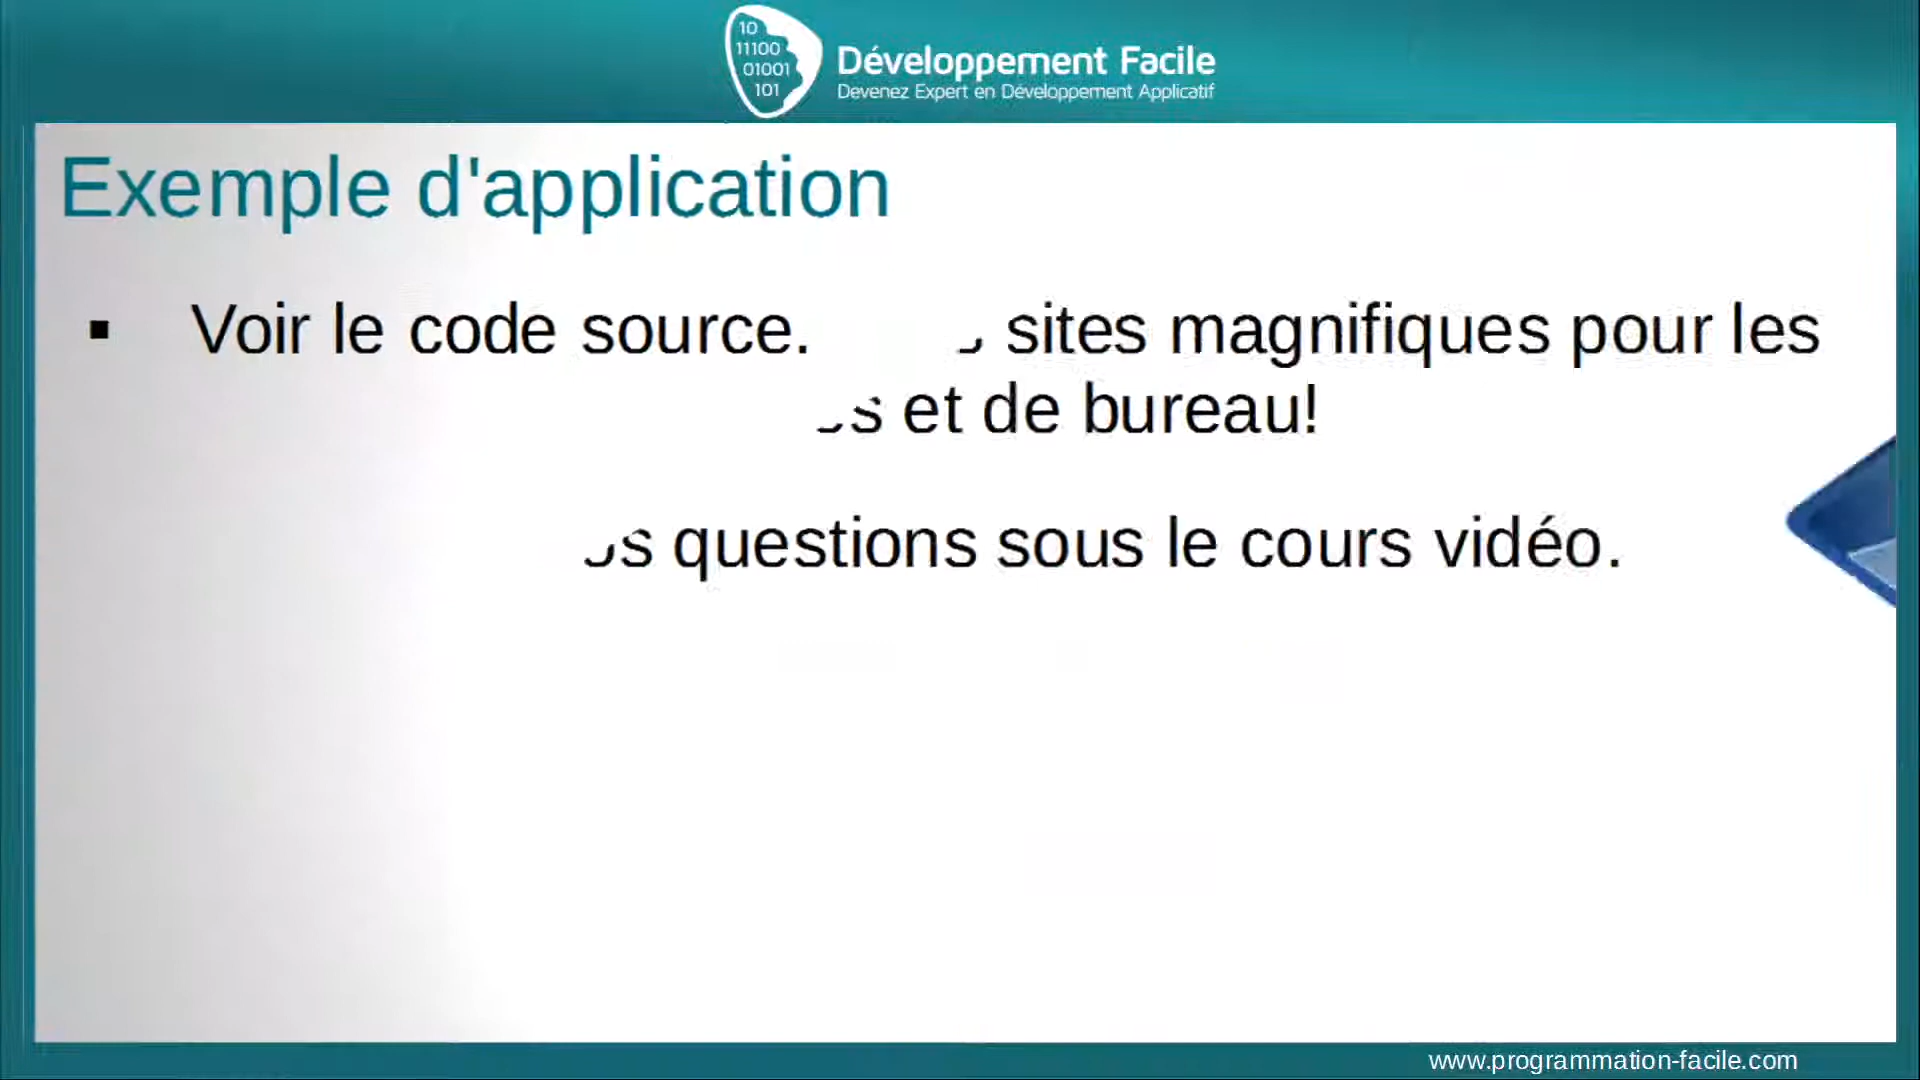 10
11100
01001
101
Développement Facile
Devenez Expert en Développement Applicatif
Exemple d'application
▪ Voir le code source. sites magnifiques pour les
et de bureau!
questions sous le cours vidéo.
www.programmation-facile.com